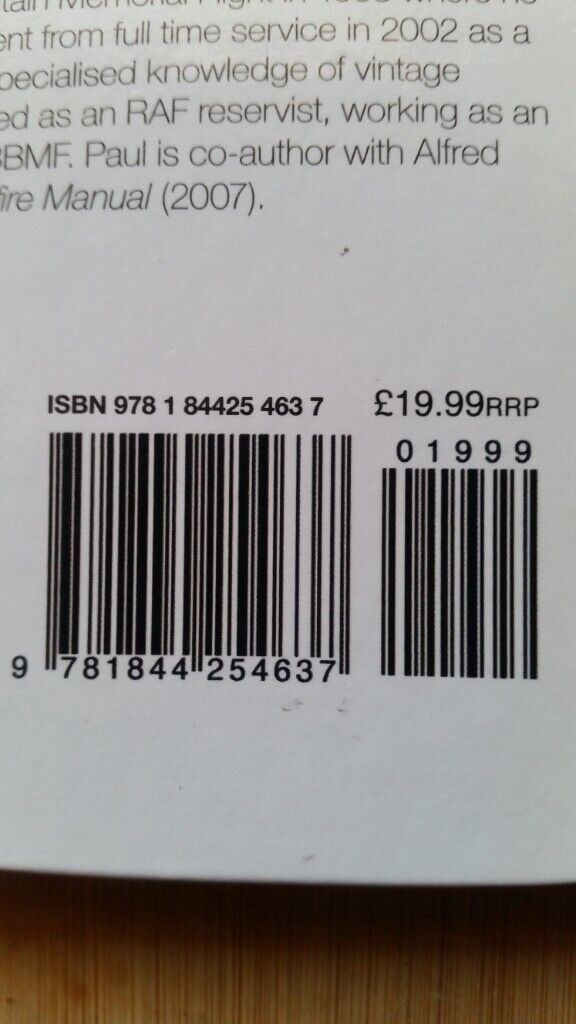 ent from full time service in 2002 as a
pecialised knowledge of vintage
ed as an RAF reservist, working as an
BBMF. Paul is co-author with Alfred
fire Manual (2007).
ISBN 978 1 84425 463 7
£19.99RRP
01999
9 781844 254637